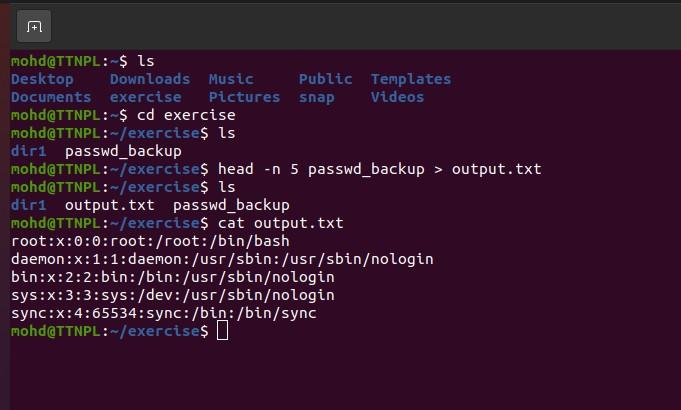 mohd@TTNPL:~$ ls
Desktop    Downloads  Music     Public  Templates
Documents  exercise   Pictures  snap    Videos
mohd@TTNPL:~$ cd exercise
mohd@TTNPL:~/exercise$ ls
dir1  passwd_backup
mohd@TTNPL:~/exercise$ head -n 5 passwd_backup > output.txt
mohd@TTNPL:~/exercise$ ls
dir1  output.txt  passwd_backup
mohd@TTNPL:~/exercise$ cat output.txt
root:x:0:0:root:/root:/bin/bash
daemon:x:1:1:daemon:/usr/sbin:/usr/sbin/nologin
bin:x:2:2:bin:/bin:/usr/sbin/nologin
sys:x:3:3:sys:/dev:/usr/sbin/nologin
sync:x:4:65534:sync:/bin:/bin/sync
mohd@TTNPL:~/exercise$